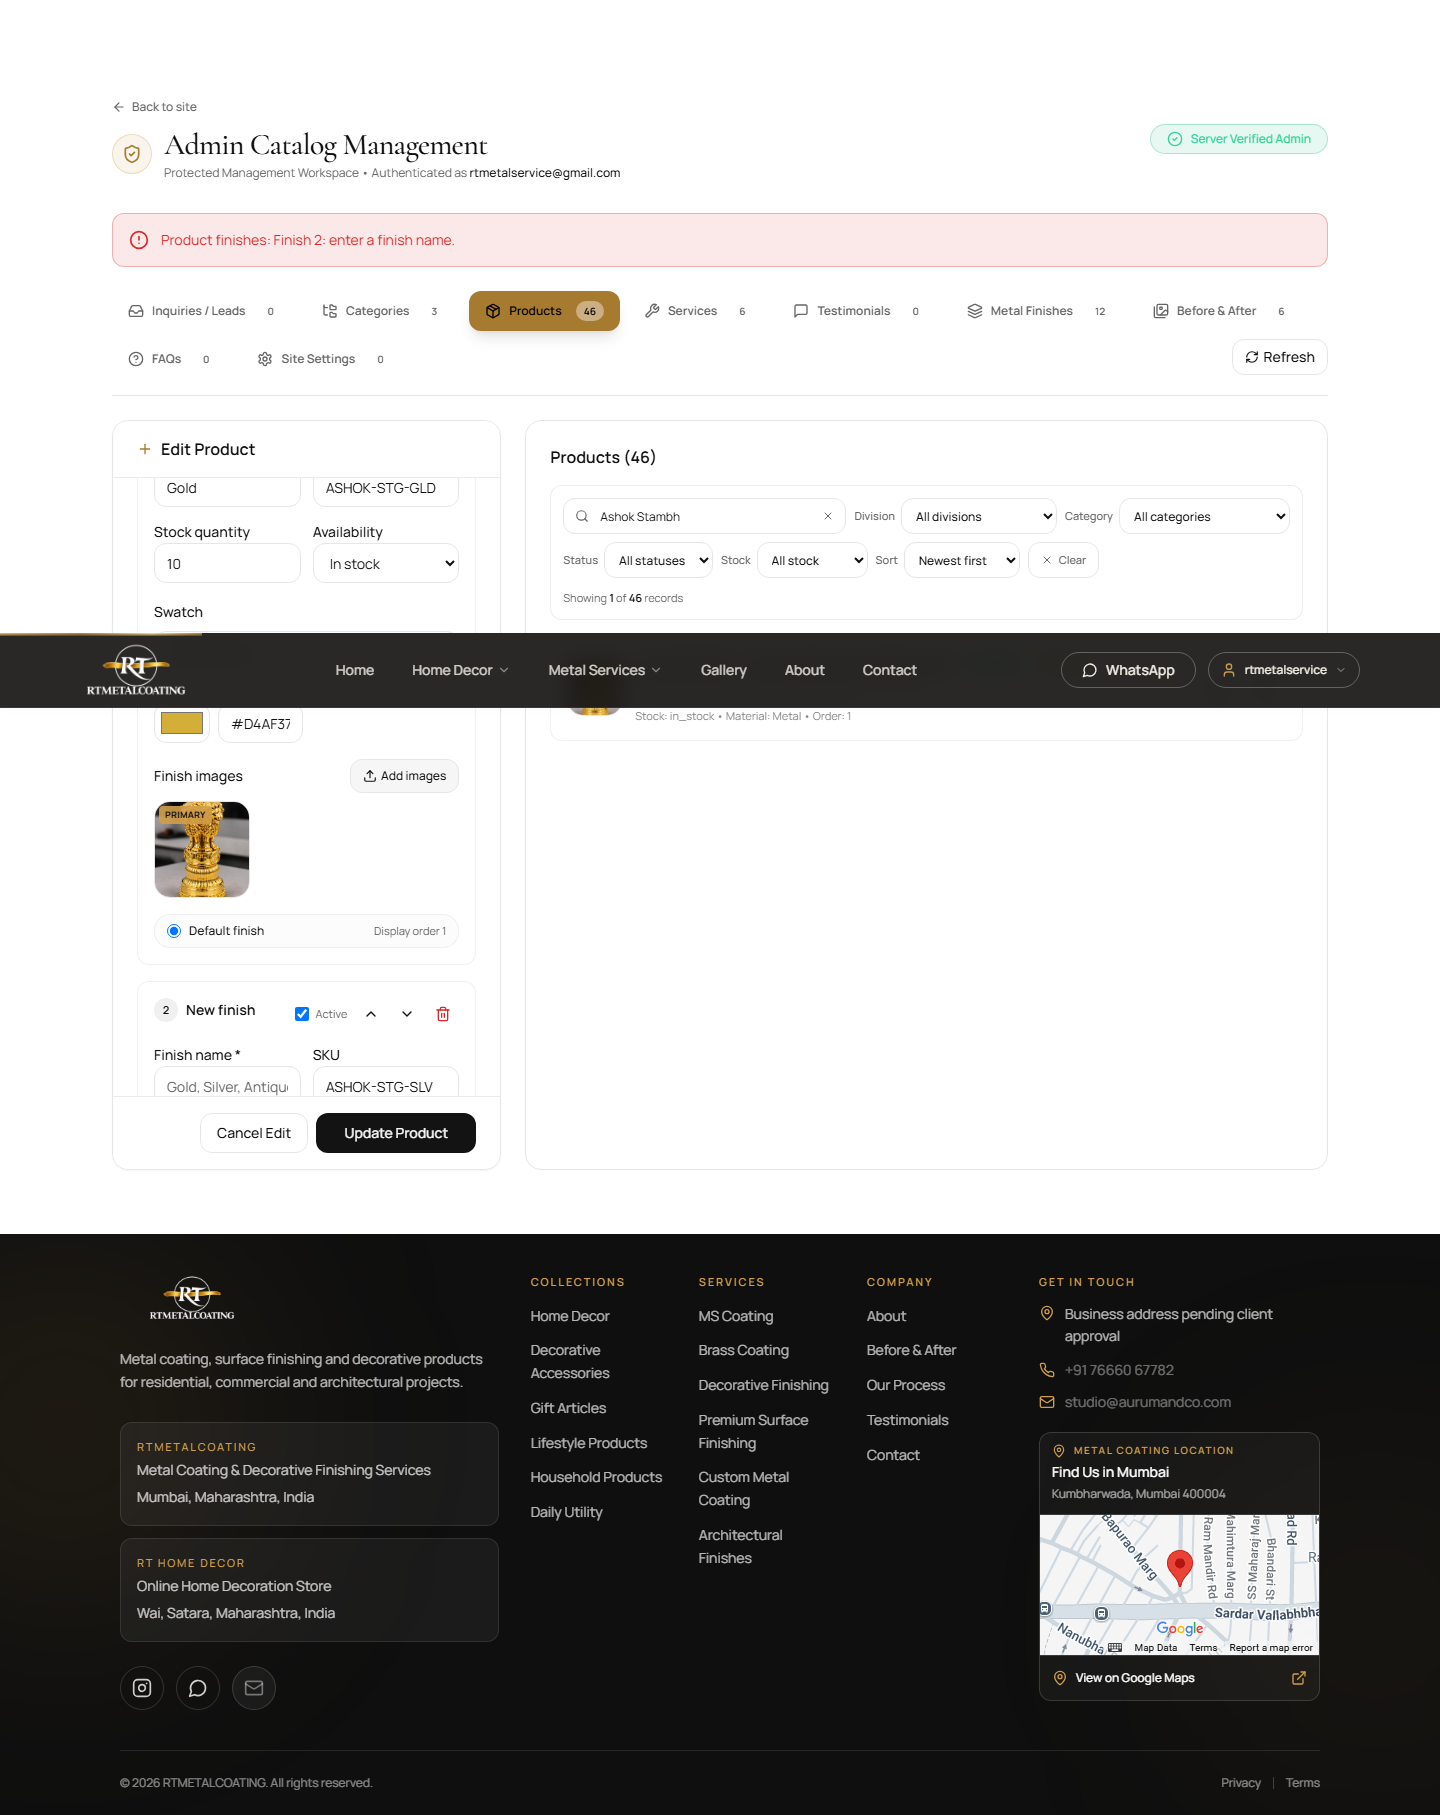 Back to site
Admin Catalog Management
Protected Management Workspace • Authenticated as rtmetalservice@gmail.com
Server Verified Admin
Product finishes: Finish 2: enter a finish name.
Inquiries / Leads 0
Categories 3
Products 46
Services 6
Testimonials 0
Metal Finishes 12
Before & After 6
FAQs 0
Site Settings 0
Refresh
Edit Product
Gold
ASHOK-STG-GLD
Stock quantity
Availability
10
In stock
Swatch
Products (46)
Ashok Stambh
Division
All divisions
Category
All categories
Status
All statuses
Stock
All stock
Sort
Newest first
Clear
Showing 1 of 46 records
RT
RTMETALCOATING
Home
Home Decor
Metal Services
Gallery
About
Contact
WhatsApp
rtmetalservice
Stock: in_stock • Material: Metal • Order: 1
#D4AF37
Finish images
Add images
PRIMARY
Default finish
Display order 1
2
New finish
Active
Finish name *
SKU
Gold, Silver, Antiqu
ASHOK-STG-SLV
Cancel Edit
Update Product
RT
RTMETALCOATING
Metal coating, surface finishing and decorative products
for residential, commercial and architectural projects.
RTMETALCOATING
Metal Coating & Decorative Finishing Services
Mumbai, Maharashtra, India
RT HOME DECOR
Online Home Decoration Store
Wai, Satara, Maharashtra, India
COLLECTIONS
Home Decor
Decorative
Accessories
Gift Articles
Lifestyle Products
Household Products
Daily Utility
SERVICES
MS Coating
Brass Coating
Decorative Finishing
Premium Surface
Finishing
Custom Metal
Coating
Architectural
Finishes
COMPANY
About
Before & After
Our Process
Testimonials
Contact
GET IN TOUCH
Business address pending client
approval
+91 76660 67782
studio@aurumandco.com
METAL COATING LOCATION
Find Us in Mumbai
Kumbharwada, Mumbai 400004
Bapurao Marg
Ram Mandir Rd
Mahimtura Marg
Bhandari St
Sardar Vallabhbha
Nanubha
Google
Map Data
Terms
Report a map error
View on Google Maps
© 2026 RTMETALCOATING. All rights reserved.
Privacy
Terms